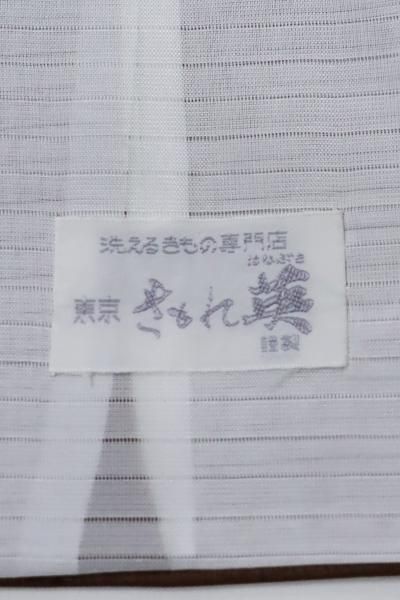 洗えるきもの専門店
はなぶさ
東京 きもれ英
謹製